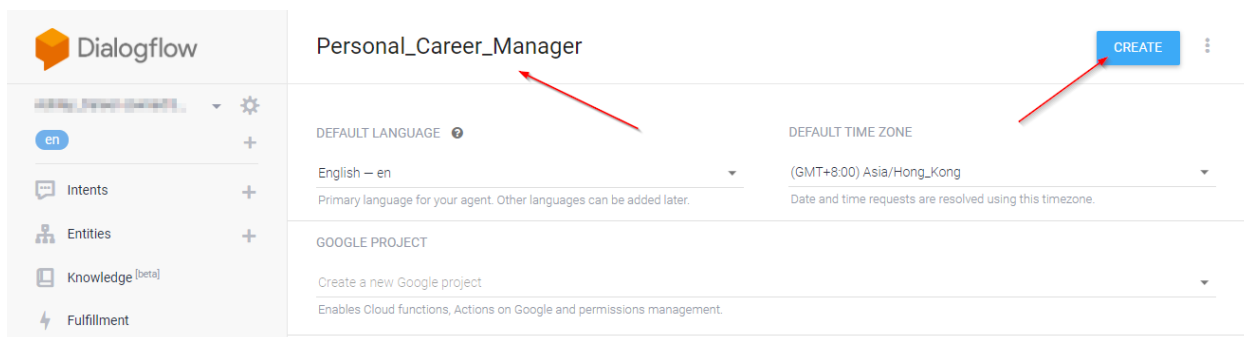 Dialogflow
Personal_Career_Manager
CREATE
en
DEFAULT LANGUAGE
DEFAULT TIME ZONE
English — en
(GMT+8:00) Asia/Hong_Kong
Primary language for your agent. Other languages can be added later.
Date and time requests are resolved using this timezone.
Intents
Entities
Knowledge [beta]
Fulfillment
GOOGLE PROJECT
Create a new Google project
Enables Cloud functions, Actions on Google and permissions management.